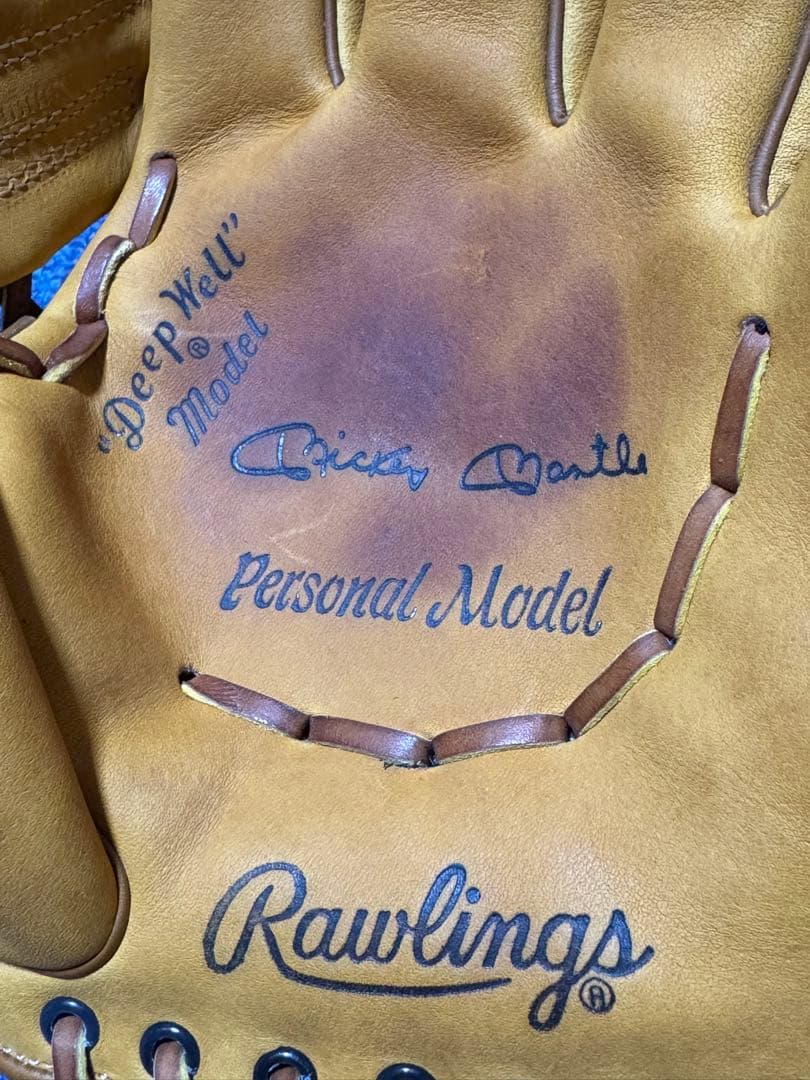 "Deep Well"
®
Model
Mickey Mantle
Personal Model
Rawlings
®